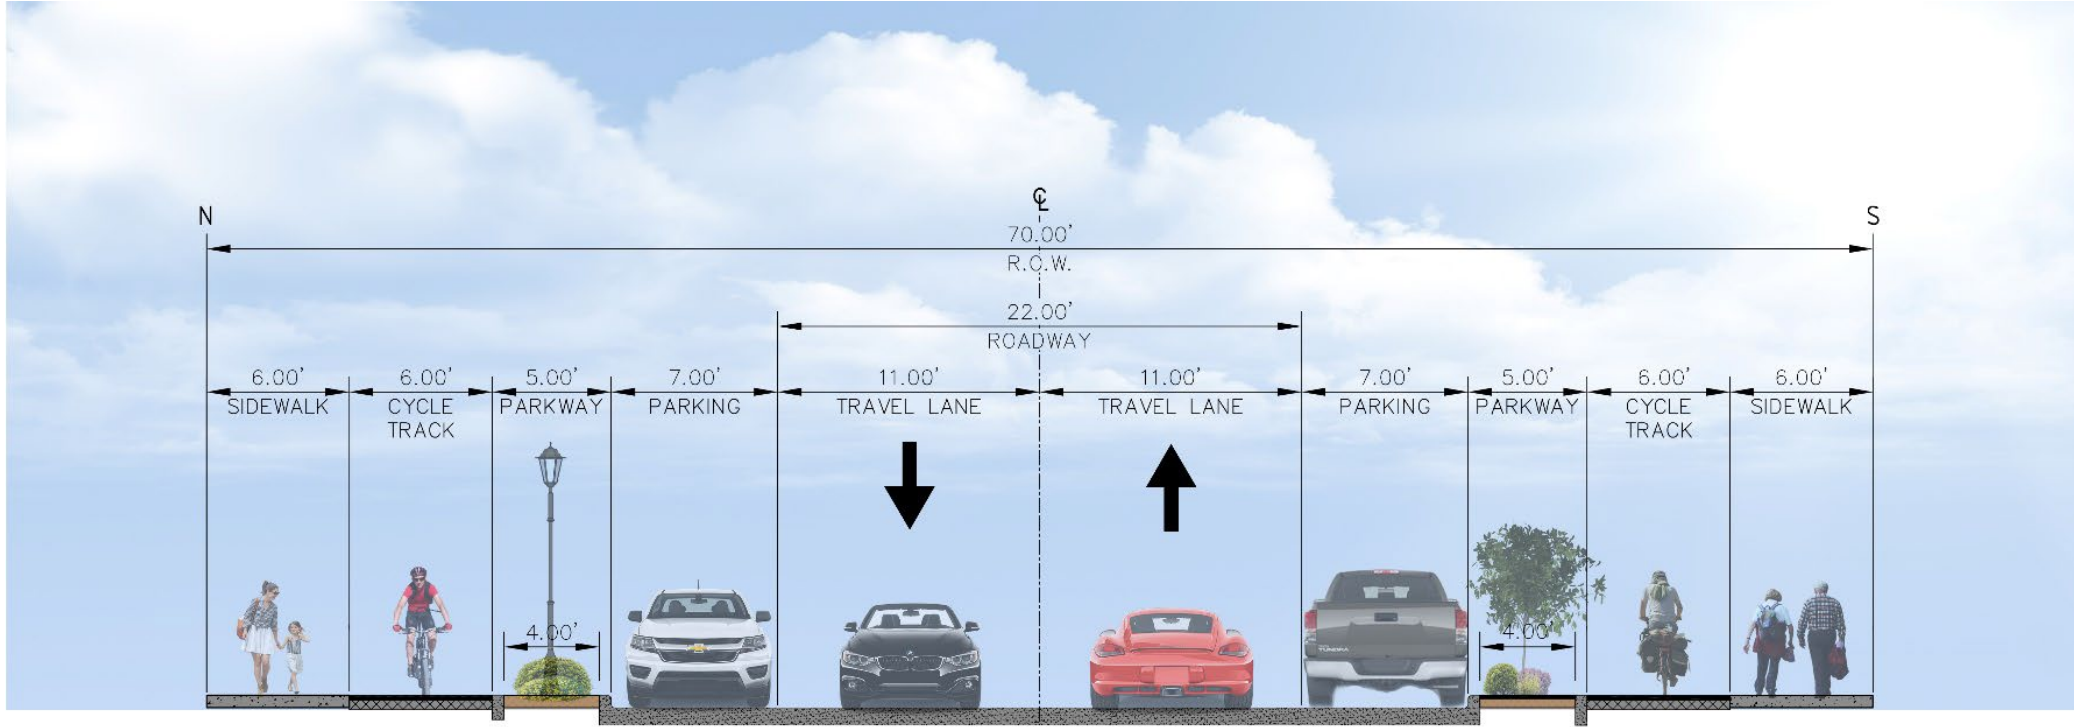 N
℄
S
70.00'
R.O.W.
22.00'
ROADWAY
6.00' 6.00' 5.00' 7.00' 11.00' 11.00' 7.00' 5.00' 6.00' 6.00'
SIDEWALK CYCLE PARKWAY PARKING TRAVEL LANE TRAVEL LANE PARKING PARKWAY CYCLE SIDEWALK
TRACK TRACK
4.00' 4.00'
TUNDRA